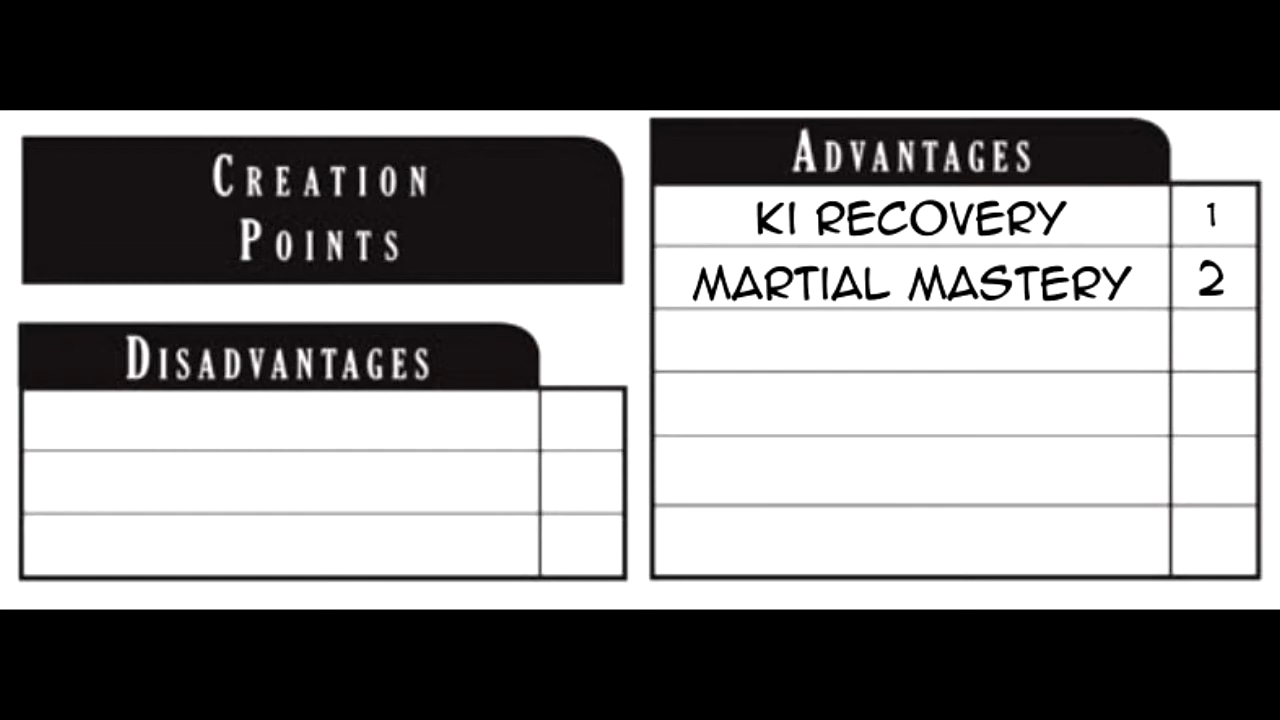 CREATION
POINTS
DISADVANTAGES
ADVANTAGES
KI RECOVERY 1
MARTIAL MASTERY 2